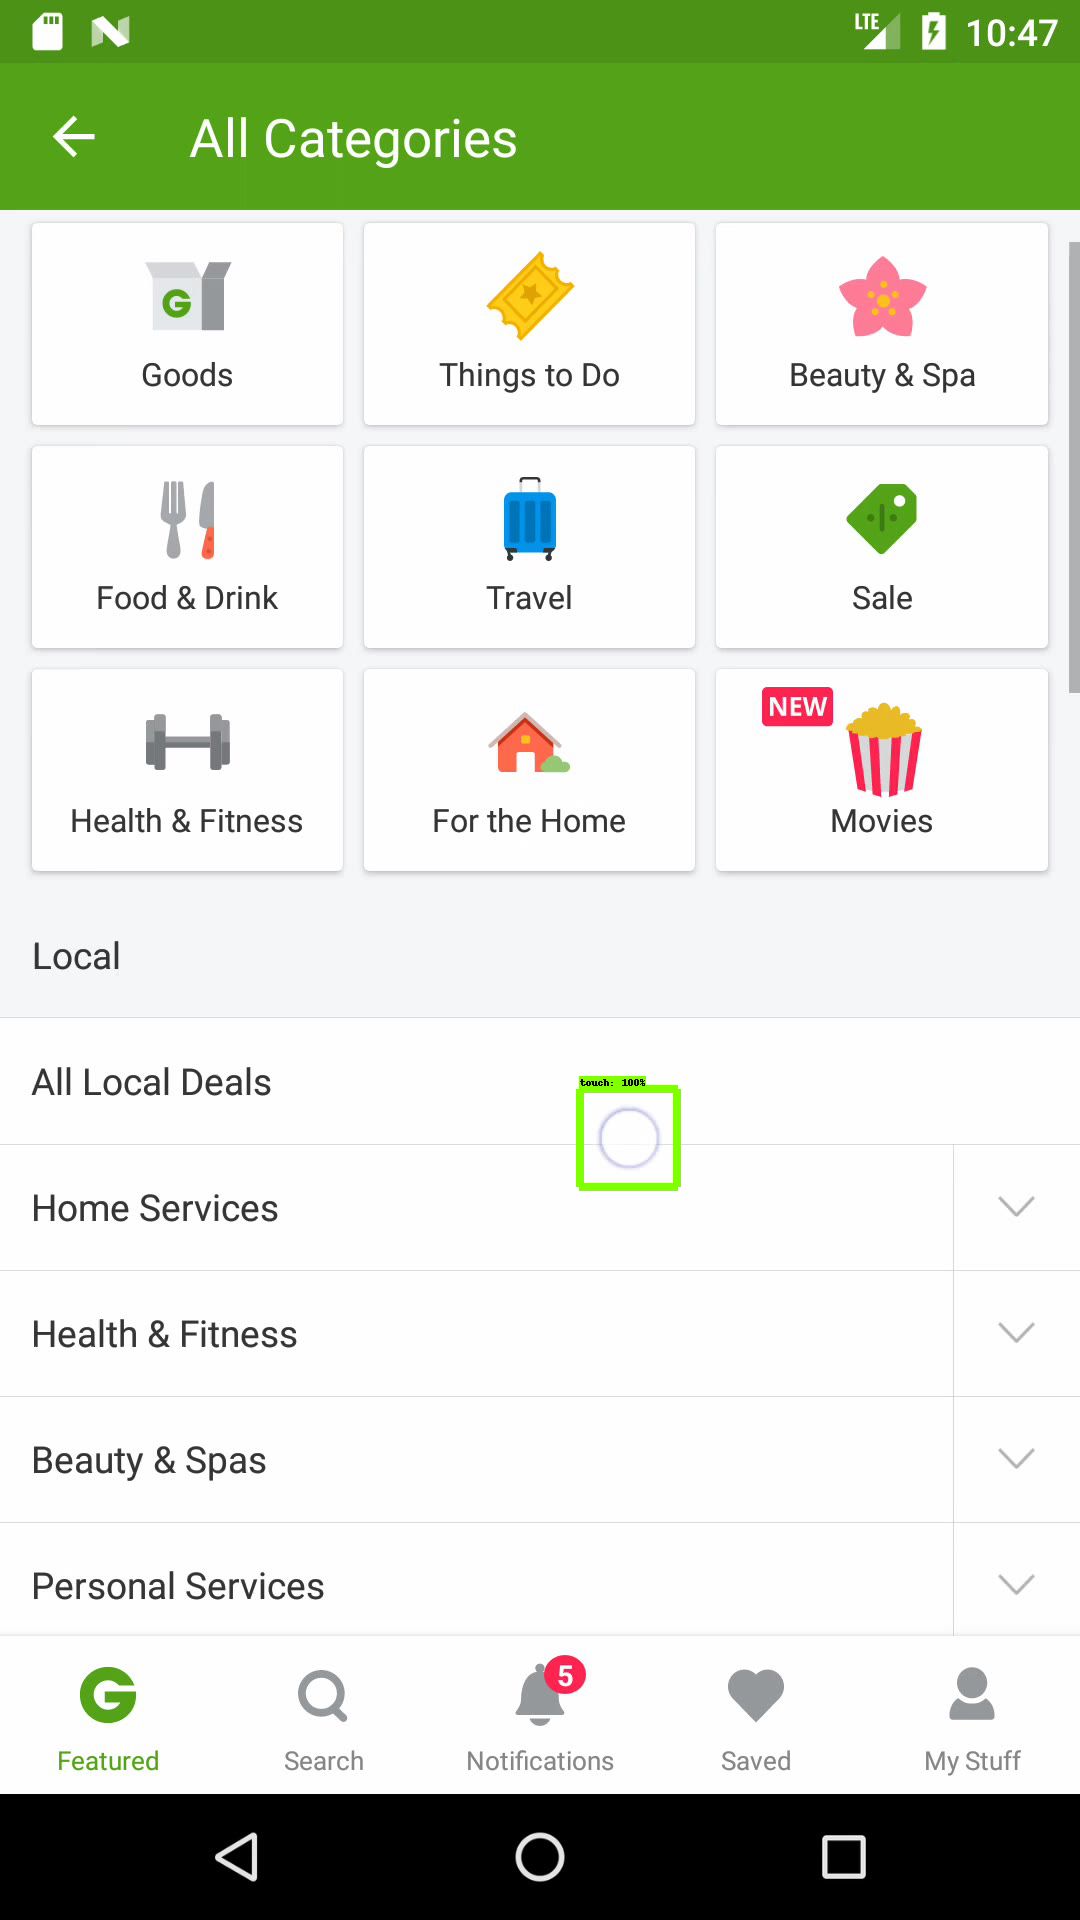 LTE 10:47
All Categories
Goods
Things to Do
Beauty & Spa
Food & Drink
Travel
Sale
NEW
Health & Fitness
For the Home
Movies
Local
All Local Deals
touch: 100%
Home Services
Health & Fitness
Beauty & Spas
Personal Services
5
Featured
Search
Notifications
Saved
My Stuff